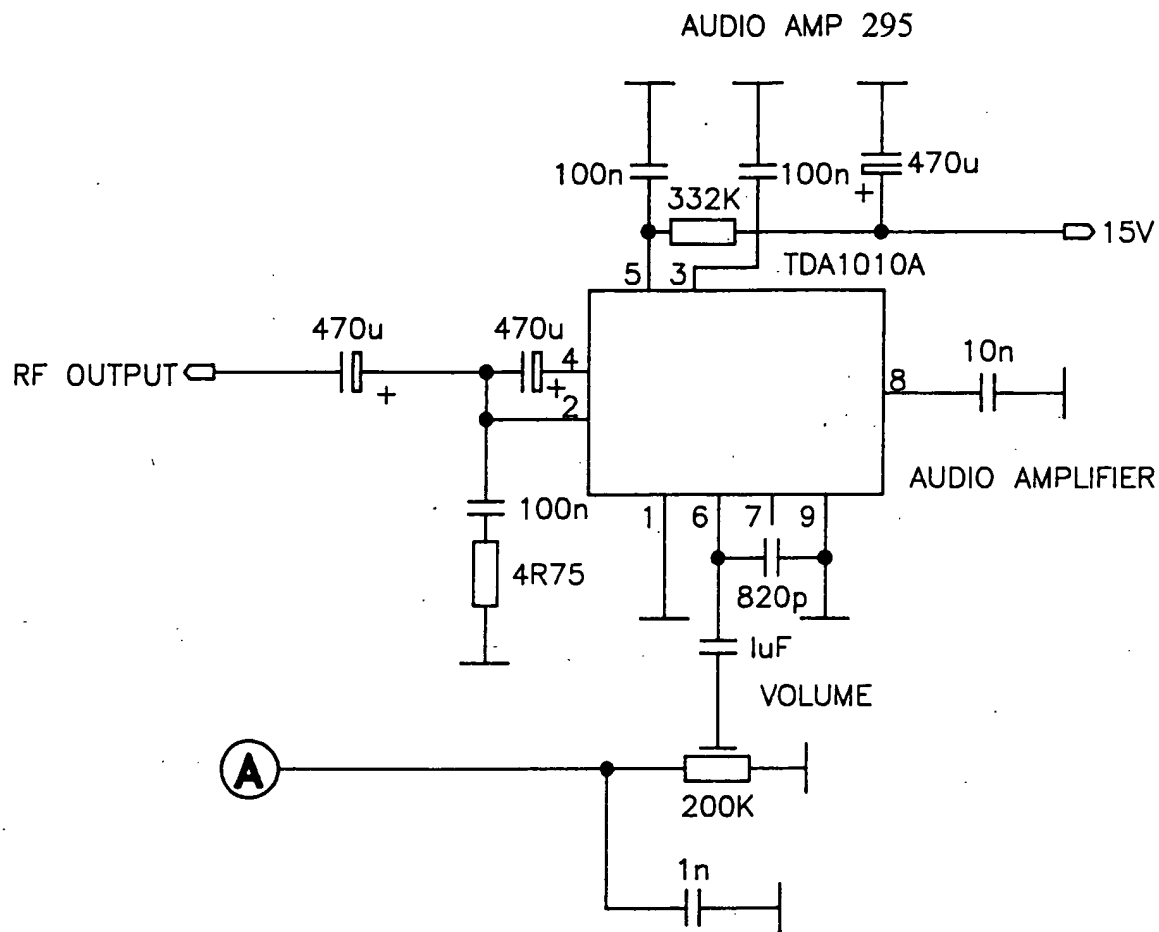 AUDIO AMP 295
100n
332K
100n
470u
+
15V
5
3
TDA1010A
470u
470u
4
10n
RF OUTPUT
+
+
2
8
AUDIO AMPLIFIER
100n
1
6
7
9
4R75
820p
1uF
VOLUME
A
200K
1n